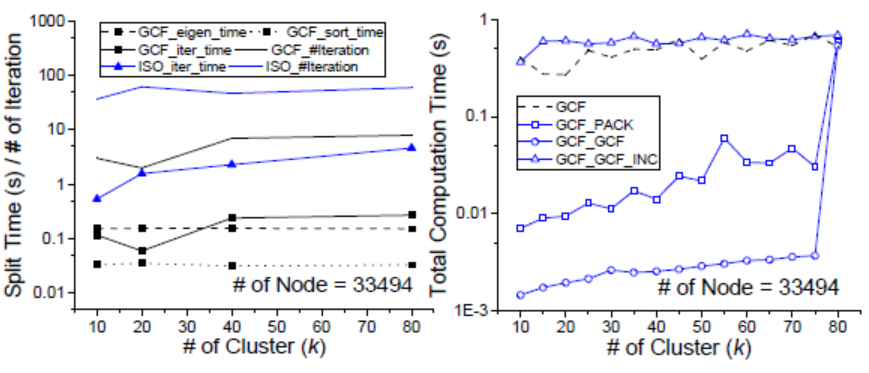 Split Time (s) / # of Iteration
1000
100
10
1
0.1
0.01
GCF_eigen_time
GCF_sort_time
GCF_iter_time
GCF_#Iteration
ISO_iter_time
ISO_#Iteration
# of Node = 33494
10 20 30 40 50 60 70 80
# of Cluster (k)
Total Computation Time (s)
1
0.1
0.01
1E-3
GCF
GCF_PACK
GCF_GCF
GCF_GCF_INC
# of Node = 33494
10 20 30 40 50 60 70 80
# of Cluster (k)